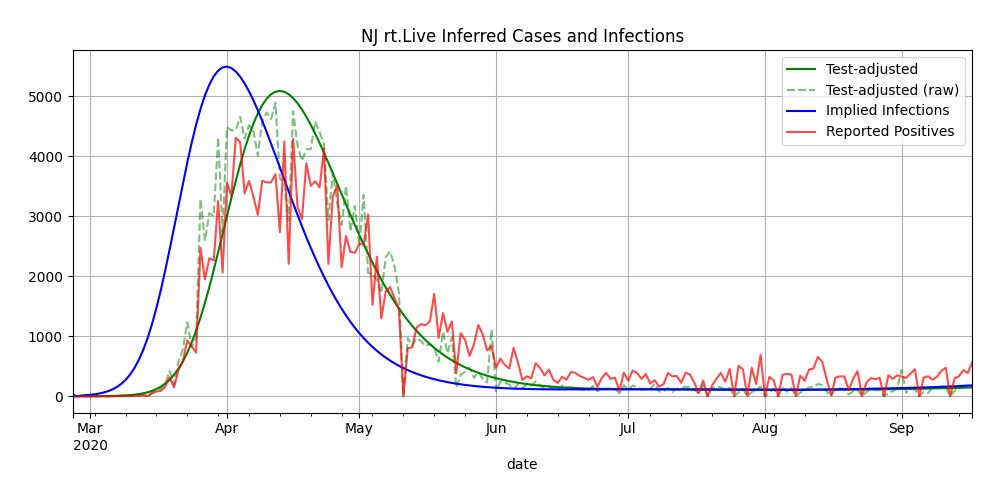 NJ rt.Live Inferred Cases and Infections
Test-adjusted
Test-adjusted (raw)
Implied Infections
Reported Positives
5000
4000
3000
2000
1000
0
Mar Apr May Jun Jul Aug Sep
2020
date